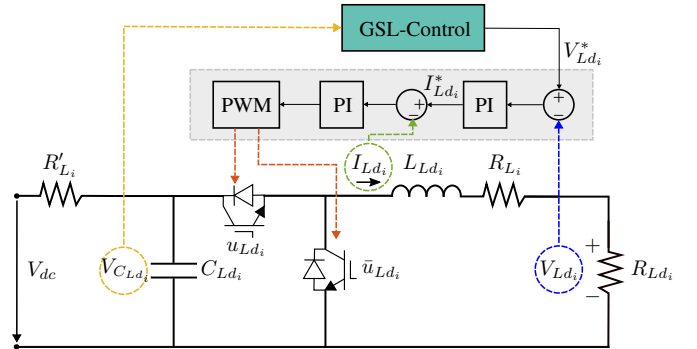 GSL-Control
V*_{Ld_i}
PWM
PI
I*_{Ld_i}
PI
+
−
+
−
R'_{L_i}
I_{Ld_i}
L_{Ld_i}
R_{L_i}
u_{Ld_i}
V_{dc}
V_{C_{Ld_i}}
C_{Ld_i}
ū_{Ld_i}
V_{Ld_i}
+
−
R_{Ld_i}